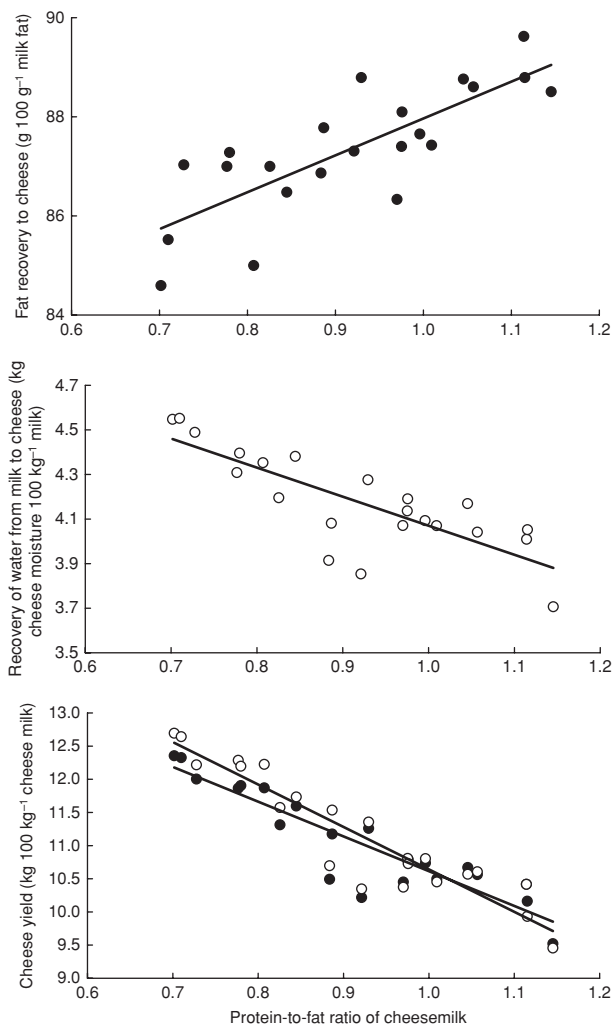 Fat recovery to cheese (g 100 g⁻¹ milk fat)
90
88
86
84
0.6 0.7 0.8 0.9 1.0 1.1 1.2
Recovery of water from milk to cheese (kg
cheese moisture 100 kg⁻¹ milk)
4.7
4.5
4.3
4.1
3.9
3.7
3.5
0.6 0.7 0.8 0.9 1.0 1.1 1.2
Cheese yield (kg 100 kg⁻¹ cheese milk)
13.0
12.5
12.0
11.5
11.0
10.5
10.0
9.5
9.0
0.6 0.7 0.8 0.9 1.0 1.1 1.2
Protein-to-fat ratio of cheesemilk